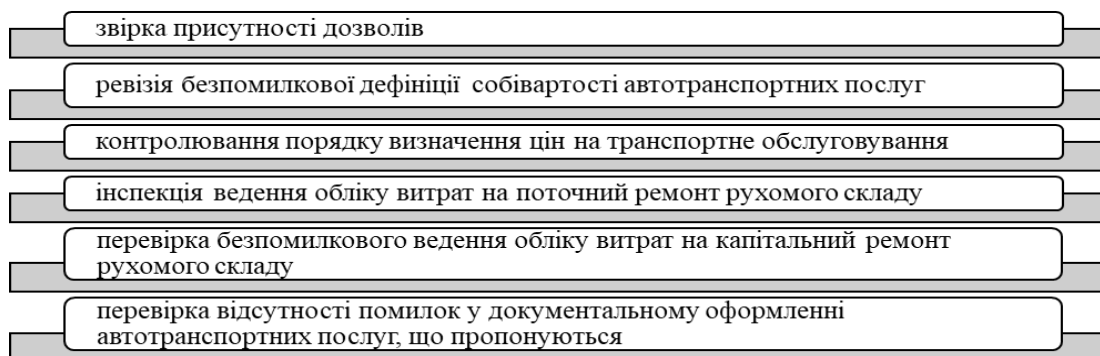 звірка присутності дозволів
ревізія безпомилкової дефініції собівартості автотранспортних послуг
контролювання порядку визначення цін на транспортне обслуговування
інспекція ведення обліку витрат на поточний ремонт рухомого складу
перевірка безпомилкового ведення обліку витрат на капітальний ремонт
рухомого складу
перевірка відсутності помилок у документальному оформленні
автотранспортних послуг, що пропонуються